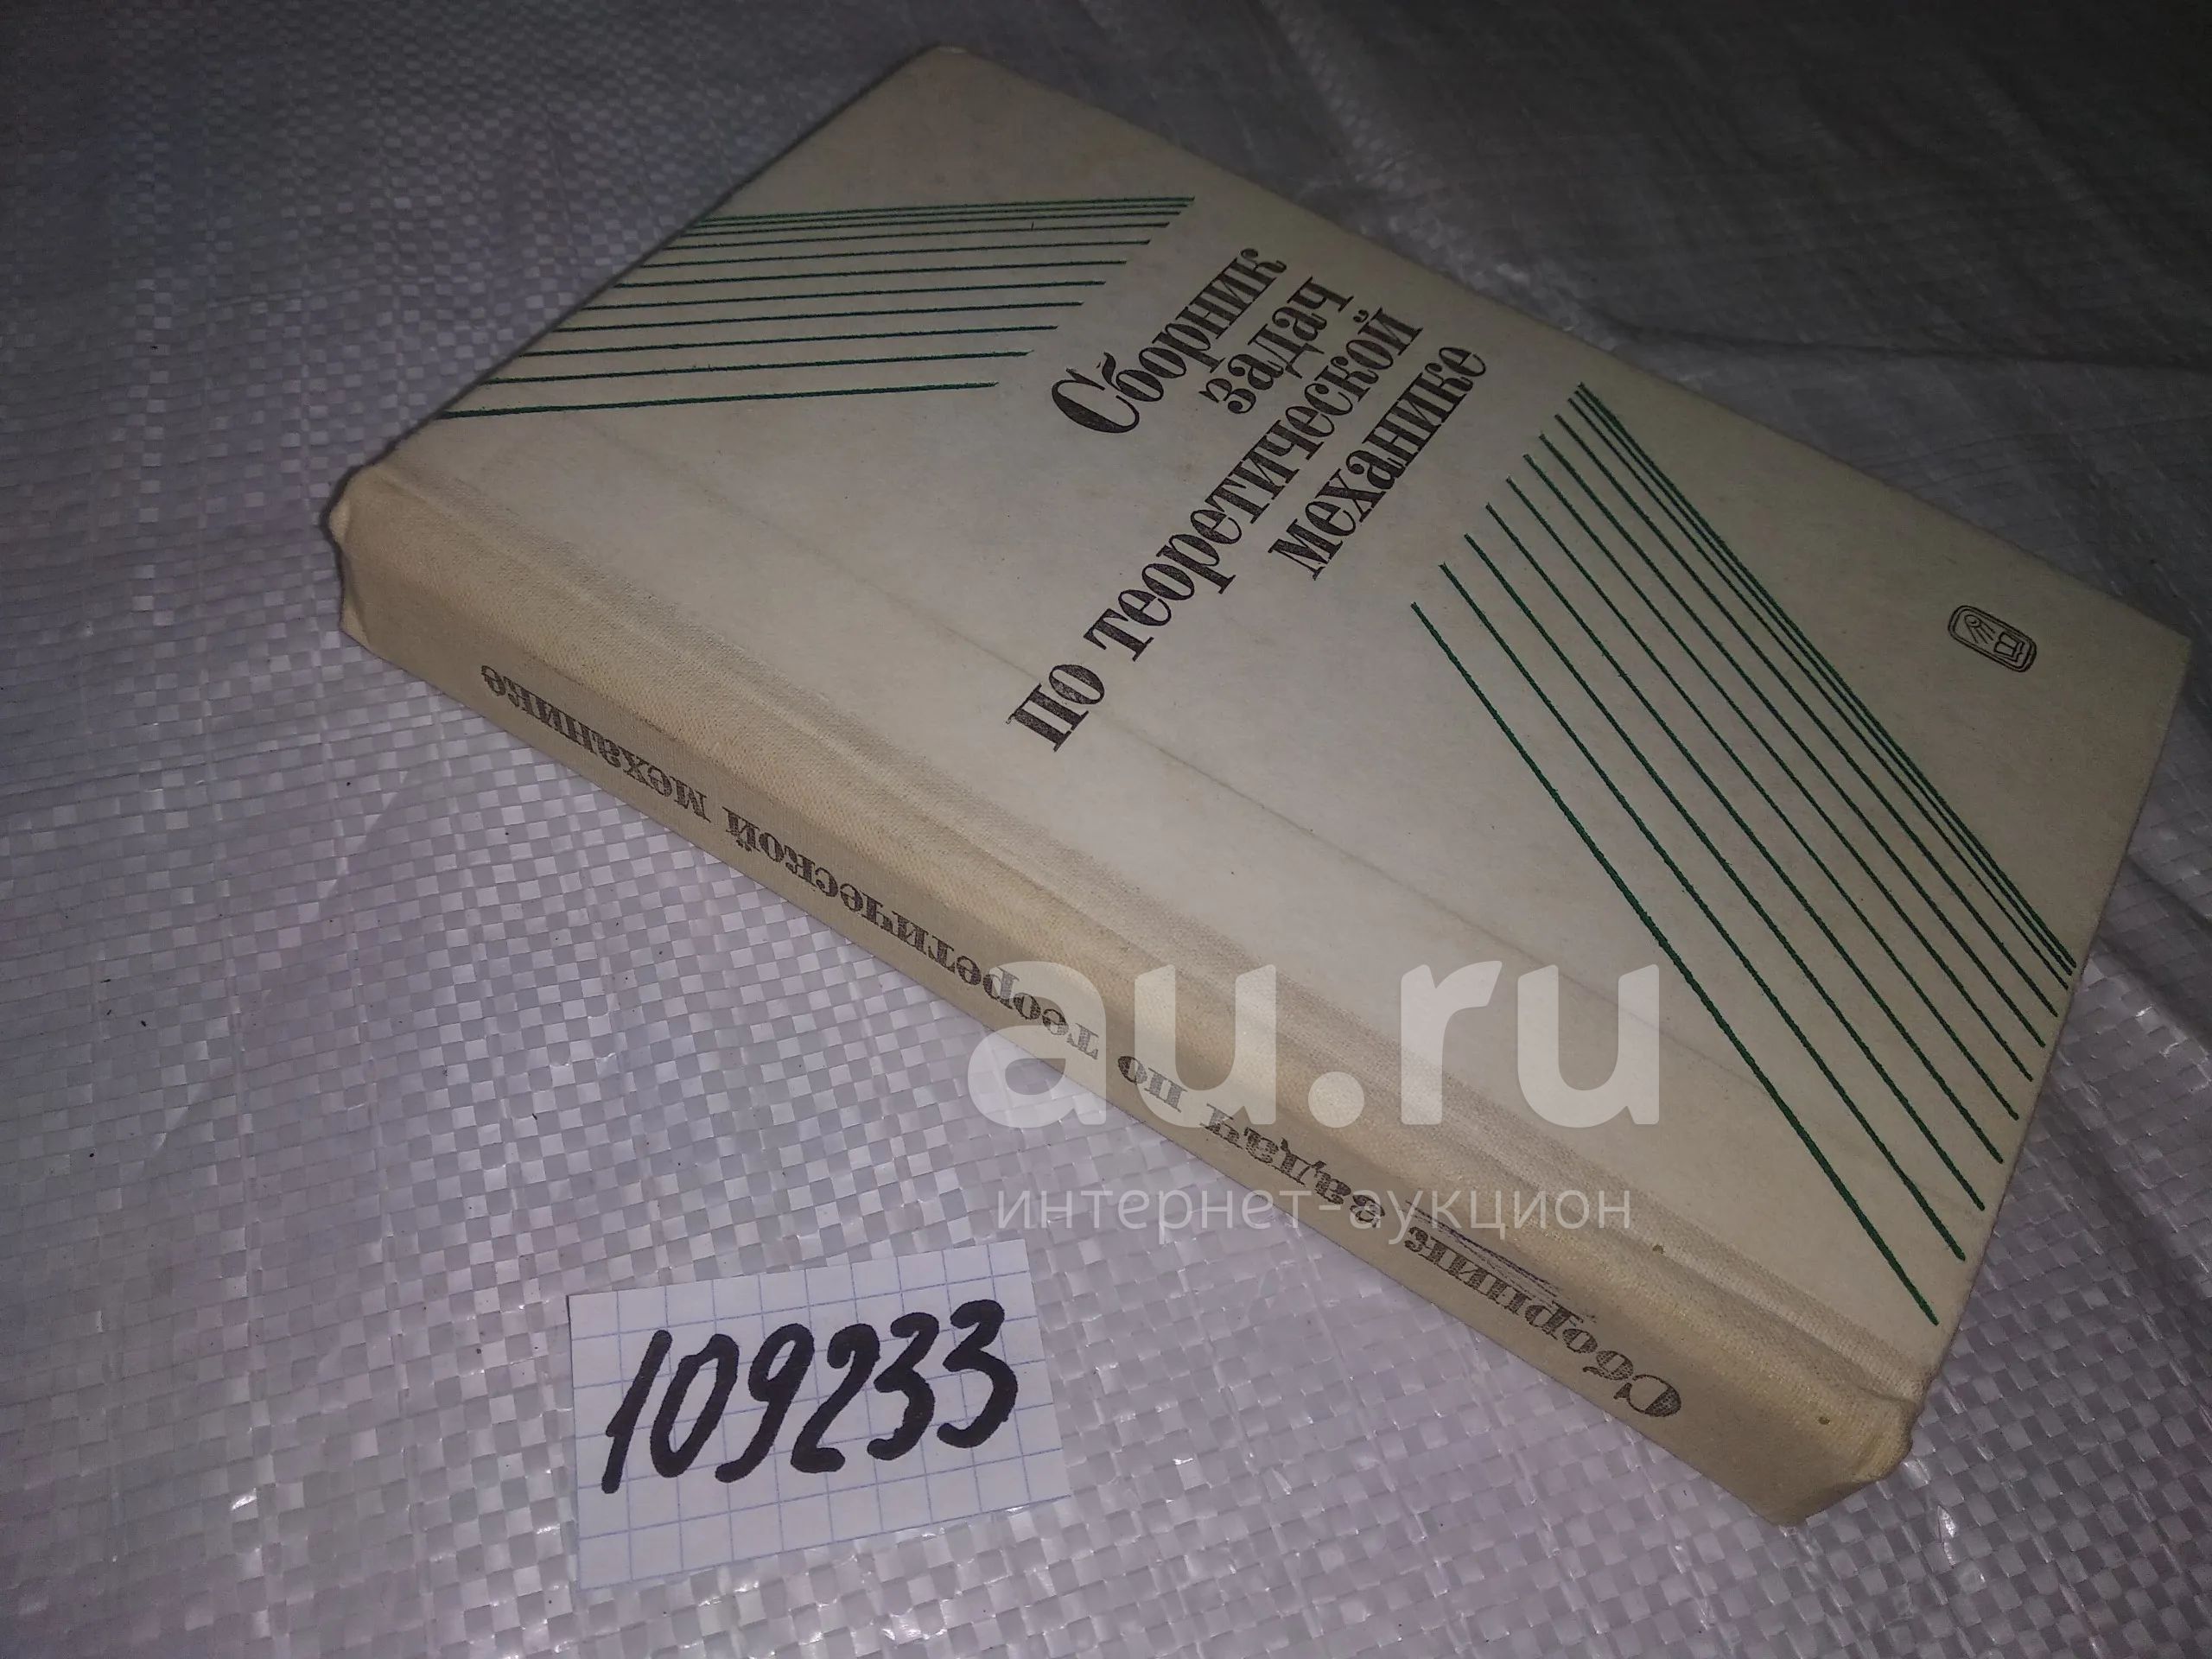 Сборник
задач
по теоретической
механике
Сборник задач по теоретической механике
au.ru
интернет-аукцион
109233